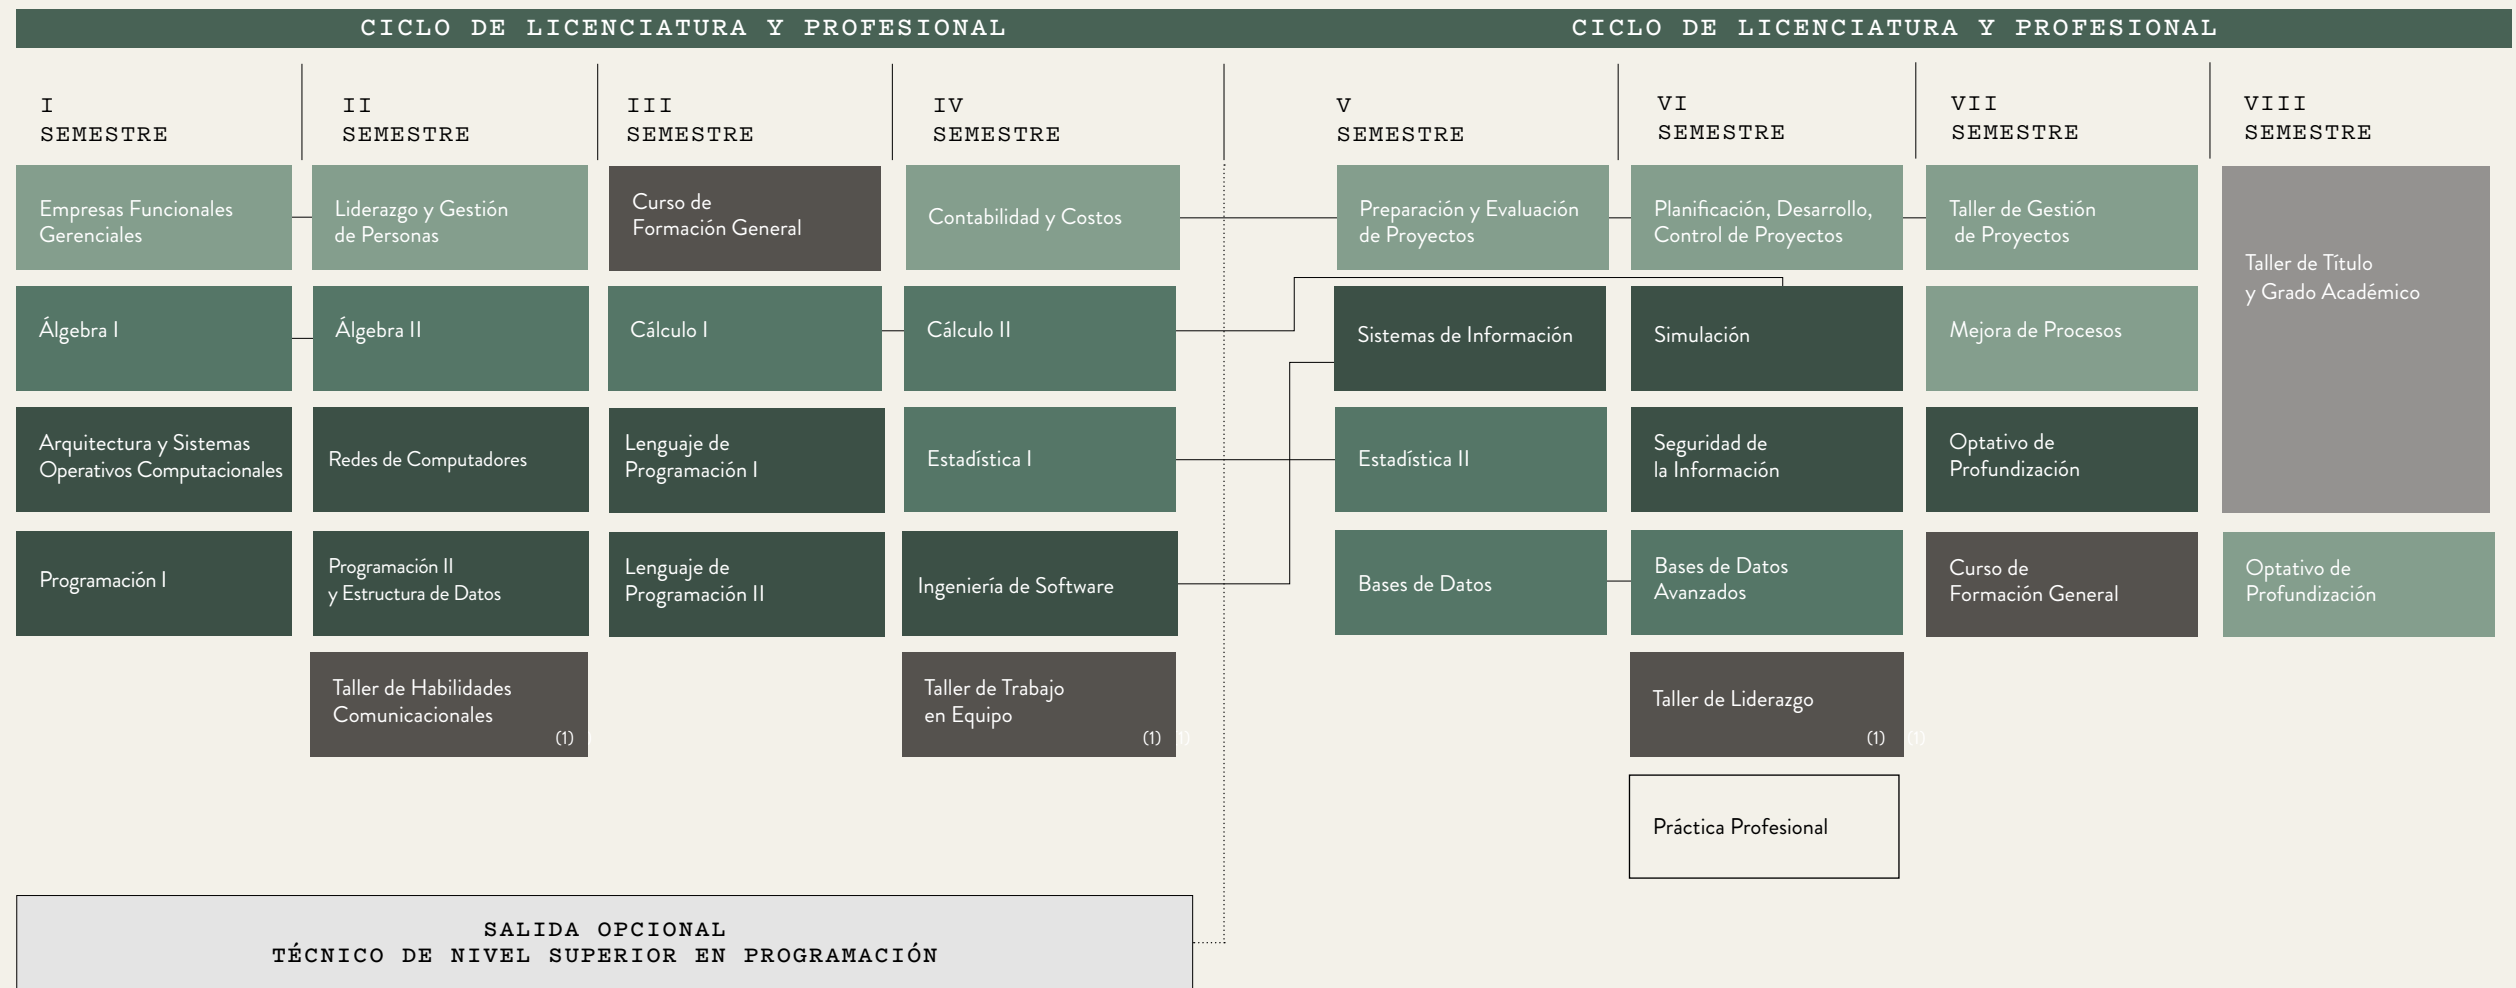 CICLO DE LICENCIATURA Y PROFESIONAL
CICLO DE LICENCIATURA Y PROFESIONAL
I
SEMESTRE
II
SEMESTRE
III
SEMESTRE
IV
SEMESTRE
V
SEMESTRE
VI
SEMESTRE
VII
SEMESTRE
VIII
SEMESTRE
Empresas Funcionales
Gerenciales
Liderazgo y Gestión
de Personas
Curso de
Formación General
Contabilidad y Costos
Preparación y Evaluación
de Proyectos
Planificación, Desarrollo,
Control de Proyectos
Taller de Gestión
de Proyectos
Taller de Título
y Grado Académico
Álgebra I
Álgebra II
Cálculo I
Cálculo II
Sistemas de Información
Simulación
Mejora de Procesos
Arquitectura y Sistemas
Operativos Computacionales
Redes de Computadores
Lenguaje de
Programación I
Estadística I
Estadística II
Seguridad de
la Información
Optativo de
Profundización
Programación I
Programación II
y Estructura de Datos
Lenguaje de
Programación II
Ingeniería de Software
Bases de Datos
Bases de Datos
Avanzados
Curso de
Formación General
Optativo de
Profundización
Taller de Habilidades
Comunicacionales
(1)
Taller de Trabajo
en Equipo
(1)
Taller de Liderazgo
(1)
(1)
Práctica Profesional
SALIDA OPCIONAL
TÉCNICO DE NIVEL SUPERIOR EN PROGRAMACIÓN